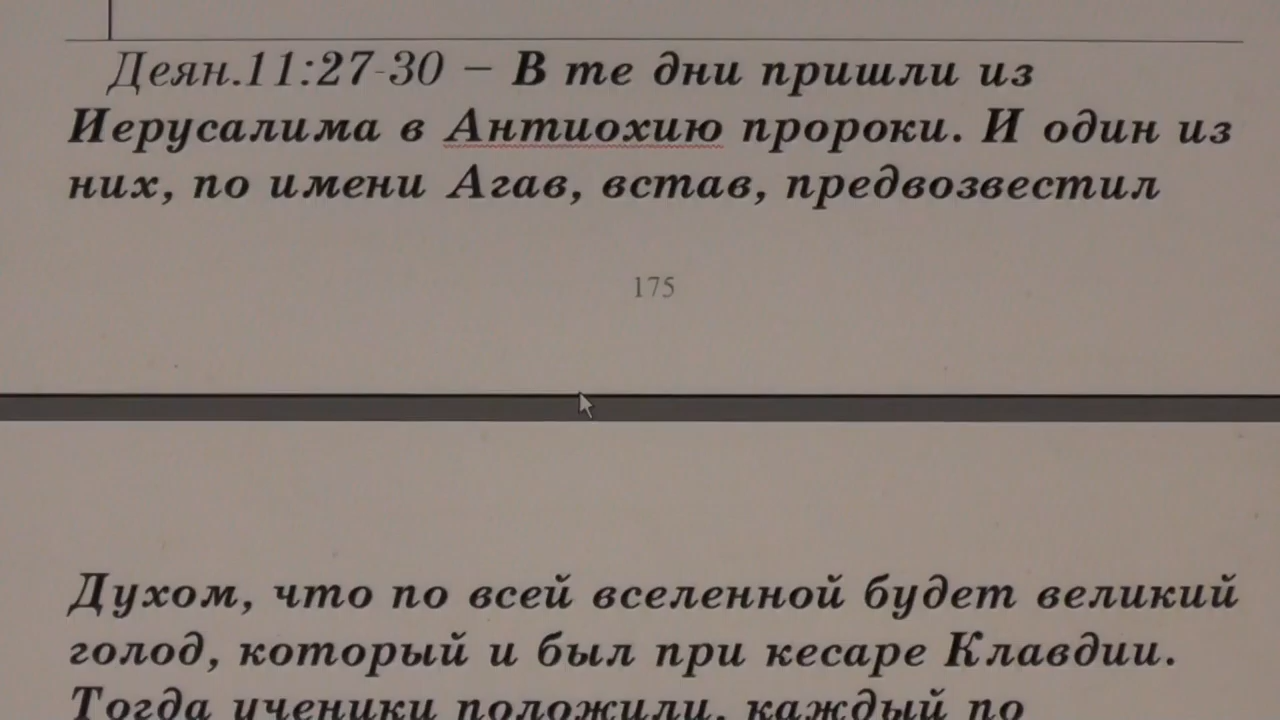 Деян.11:27-30 – В те дни пришли из
Иерусалима в Антиохию пророки. И один из
них, по имени Агав, встав, предвозвестил
175
Духом, что по всей вселенной будет великий
голод, который и был при кесаре Клавдии.
Тогда ученики положили, каждый по